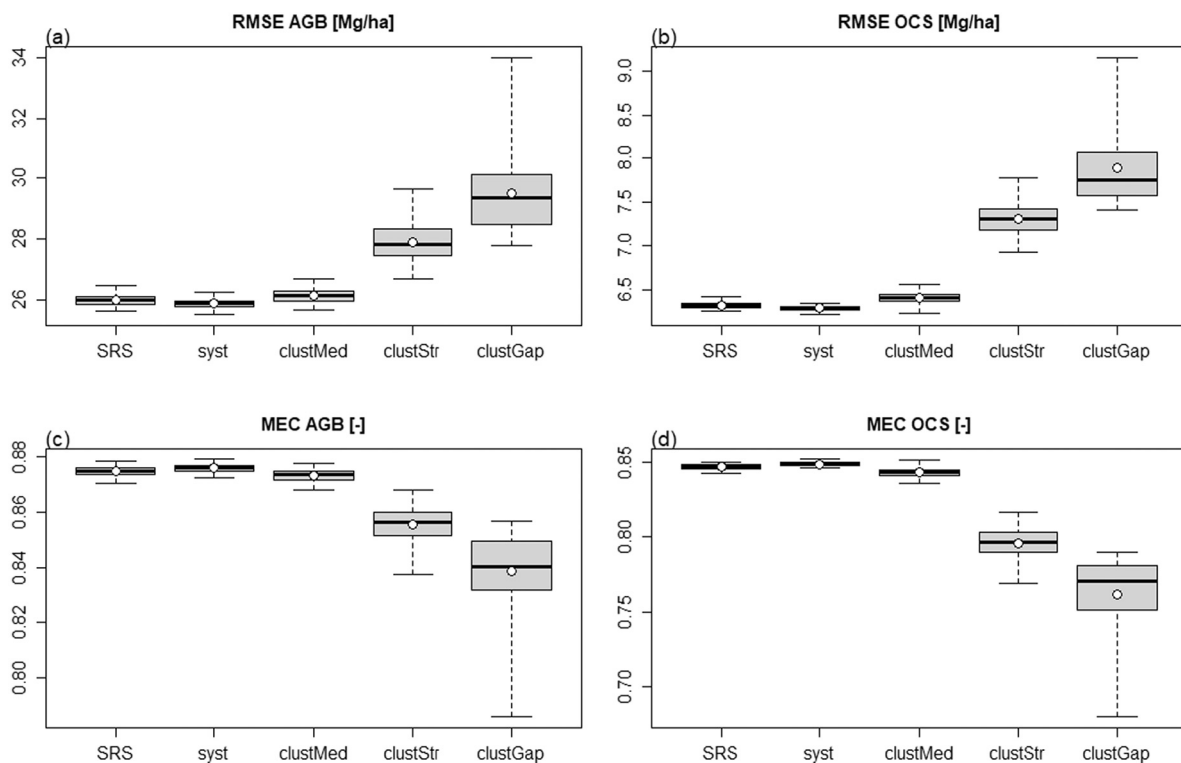 RMSE AGB [Mg/ha]
(a)
34
32
30
28
26
SRS syst clustMed clustStr clustGap
RMSE OCS [Mg/ha]
(b)
9.0
8.5
8.0
7.5
7.0
6.5
SRS syst clustMed clustStr clustGap
MEC AGB [-]
(c)
0.88
0.86
0.84
0.82
0.80
SRS syst clustMed clustStr clustGap
MEC OCS [-]
(d)
0.85
0.80
0.75
0.70
SRS syst clustMed clustStr clustGap